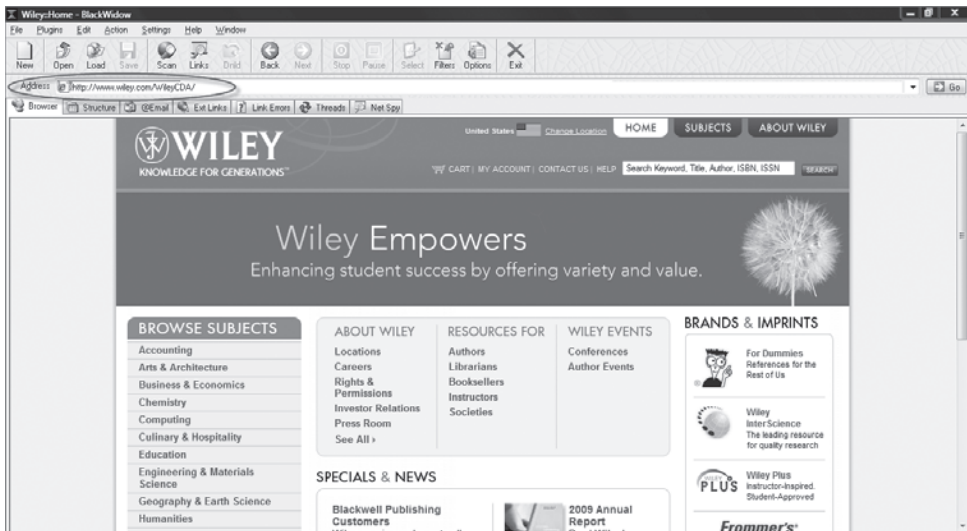 Wiley::Home - BlackWidow
File Plugins Edit Action Settings Help Window
New Open Load Save Scan Links Dnld Back Next Stop Pause Select Filters Options Exit
Address http://www.wiley.com/WileyCDA/ Go
Browser Structure @Email Ext Links Link Errors Threads Net Spy
United States Change Location HOME SUBJECTS ABOUT WILEY
WILEY
KNOWLEDGE FOR GENERATIONS
CART | MY ACCOUNT | CONTACT US | HELP Search Keyword, Title, Author, ISBN, ISSN SEARCH
Wiley Empowers
Enhancing student success by offering variety and value.
BROWSE SUBJECTS
Accounting
Arts & Architecture
Business & Economics
Chemistry
Computing
Culinary & Hospitality
Education
Engineering & Materials
Science
Geography & Earth Science
Humanities
ABOUT WILEY
Locations
Careers
Rights &
Permissions
Investor Relations
Press Room
See All
RESOURCES FOR
Authors
Librarians
Booksellers
Instructors
Societies
WILEY EVENTS
Conferences
Author Events
SPECIALS & NEWS
Blackwell Publishing
Customers
2009 Annual
Report
BRANDS & IMPRINTS
For Dummies
References for the
Rest of Us
Wiley
InterScience
The leading resource
for quality research
WILEY
PLUS
Wiley Plus
Instructor-Inspired.
Student-Approved
Frommer's